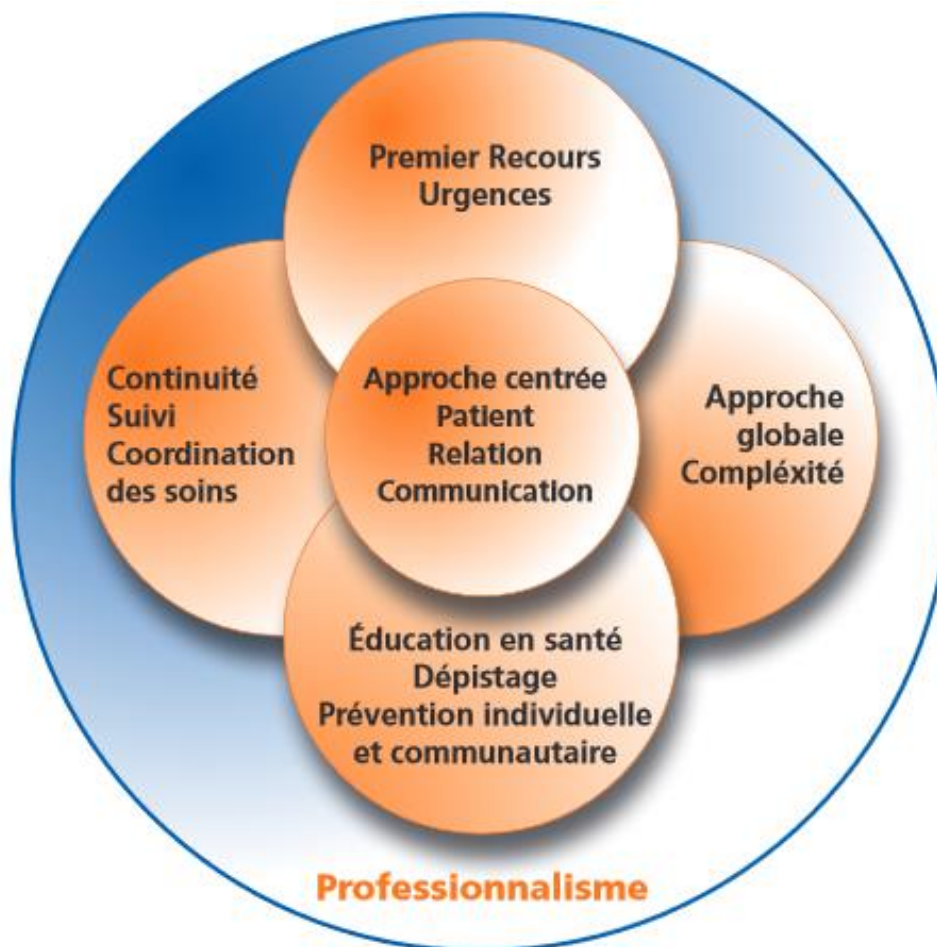 Premier Recours
Urgences
Continuité
Suivi
Coordination
des soins
Approche centrée
Patient
Relation
Communication
Approche
globale
Compléxité
Éducation en santé
Dépistage
Prévention individuelle
et communautaire
Professionnalisme